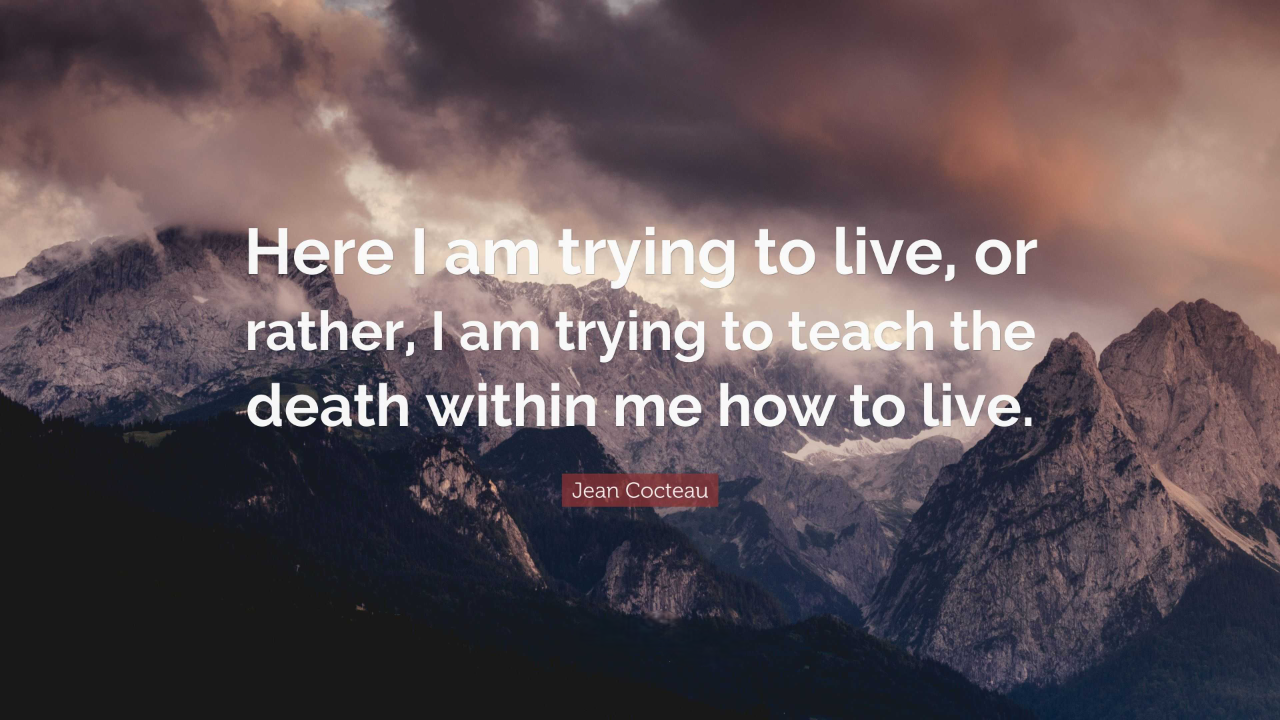 Here I am trying to live, or
rather, I am trying to teach the
death within me how to live.
Jean Cocteau